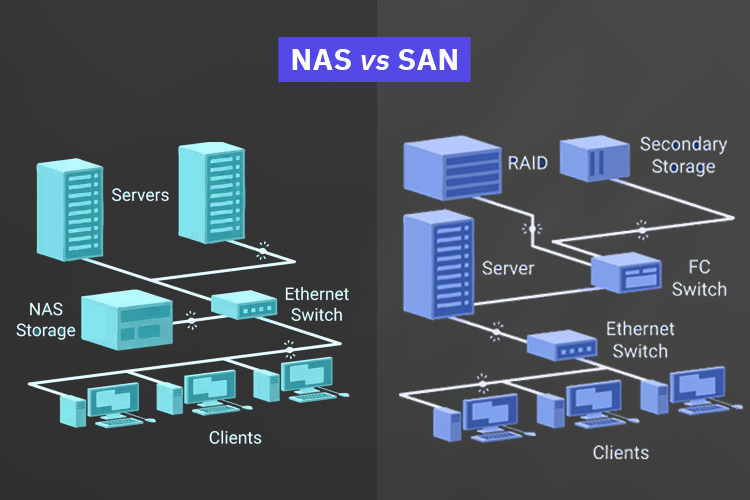 NAS vs SAN
Servers
NAS
Storage
Ethernet
Switch
Clients
RAID
Secondary
Storage
Server
FC
Switch
Ethernet
Switch
Clients